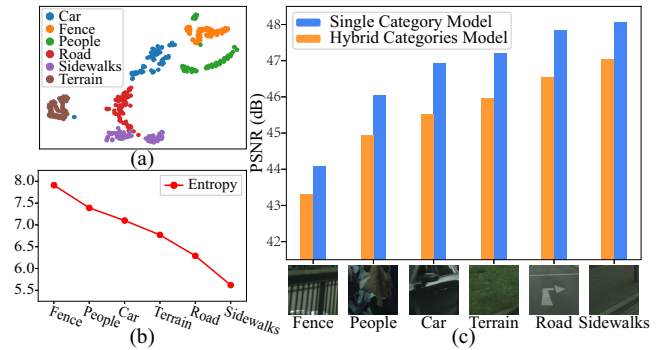 Car
Fence
People
Road
Sidewalks
Terrain
(a)
8.0
7.5
7.0
6.5
6.0
5.5
Entropy
Fence
People
Car
Terrain
Road
Sidewalks
(b)
PSNR (dB)
48
47
46
45
44
43
42
Single Category Model
Hybrid Categories Model
Fence
People
Car
Terrain
Road
Sidewalks
(c)